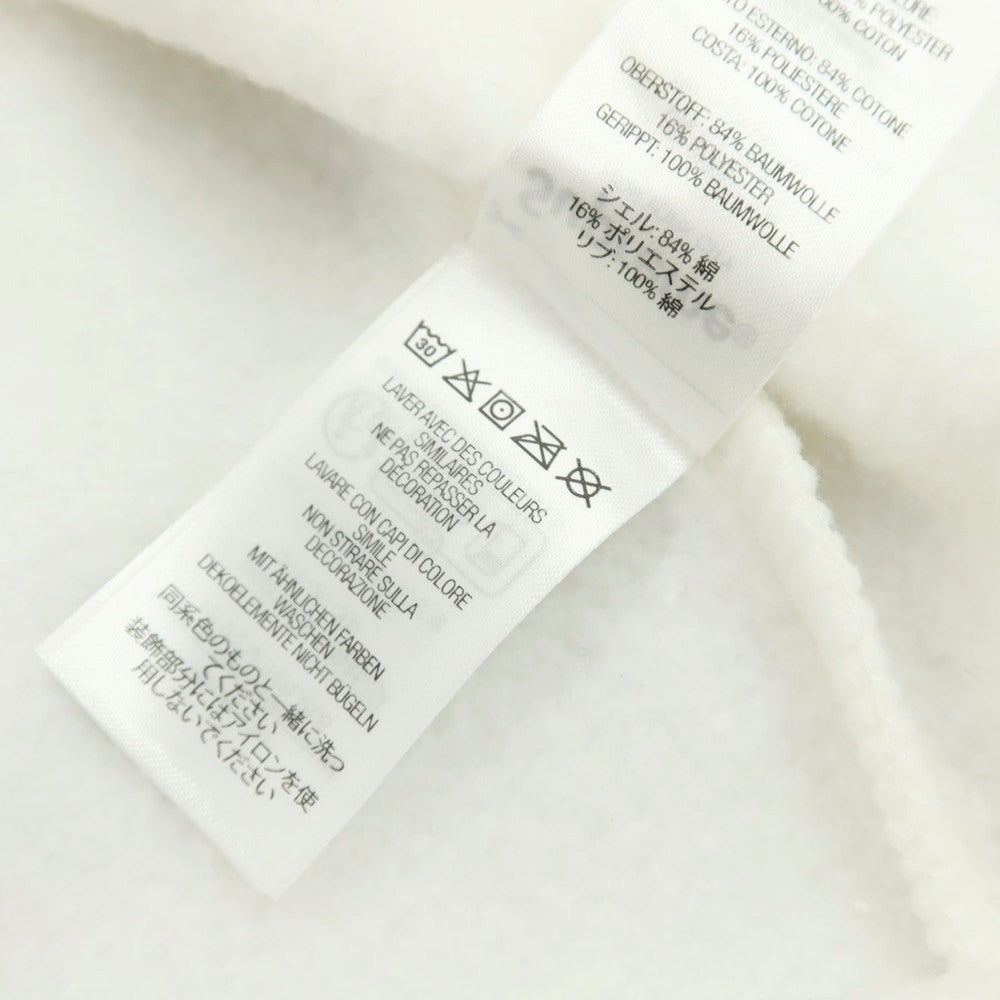 16% POLYESTER
100% COTON
ESTERNO: 84% COTONE
16% POLIESTERE
COSTA: 100% COTONE
OBERSTOFF: 84% BAUMWOLLE
16% POLYESTER
GERIPPT: 100% BAUMWOLLE
シェル: 84% 綿
16% ポリエステル
リブ: 100% 綿
30
LAVER AVEC DES COULEURS
SIMILAIRES
NE PAS REPASSER LA
DÉCORATION
LAVARE CON CAPI DI COLORE
SIMILE
NON STIRARE SULLA
DECORAZIONE
MIT ÄHNLICHEN FARBEN
WASCHEN
DEKOELEMENTE NICHT BÜGELN
同系色のものと一緒に洗っ
てください
装飾部分にはアイロンを使
用しないでください